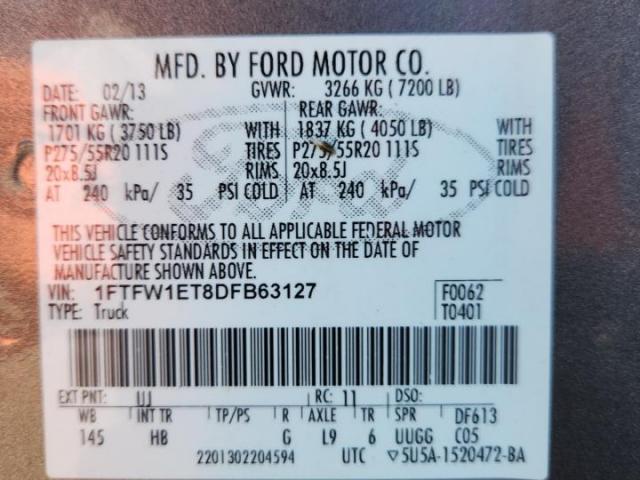 MFD. BY FORD MOTOR CO.
DATE: 02/13 GVWR: 3266 KG ( 7200 LB)
FRONT GAWR: REAR GAWR:
1701 KG ( 3750 LB) WITH 1837 KG ( 4050 LB) WITH
P275/55R20 111S TIRES P275/55R20 111S TIRES
20x8.5J RIMS 20x8.5J RIMS
AT 240 kPa/ 35 PSI COLD AT 240 kPa/ 35 PSI COLD
THIS VEHICLE CONFORMS TO ALL APPLICABLE FEDERAL MOTOR
VEHICLE SAFETY STANDARDS IN EFFECT ON THE DATE OF
MANUFACTURE SHOWN ABOVE.
VIN: 1FTFW1ET8DFB63127 F0062
TYPE: Truck T0401
EXT PNT: UJ RC: 11 DSO:
WB INT TR TP/PS R AXLE TR SPR DF613
145 HB G L9 6 UUGG C05
2201302204594 UTC ▽5U5A-1520472-BA